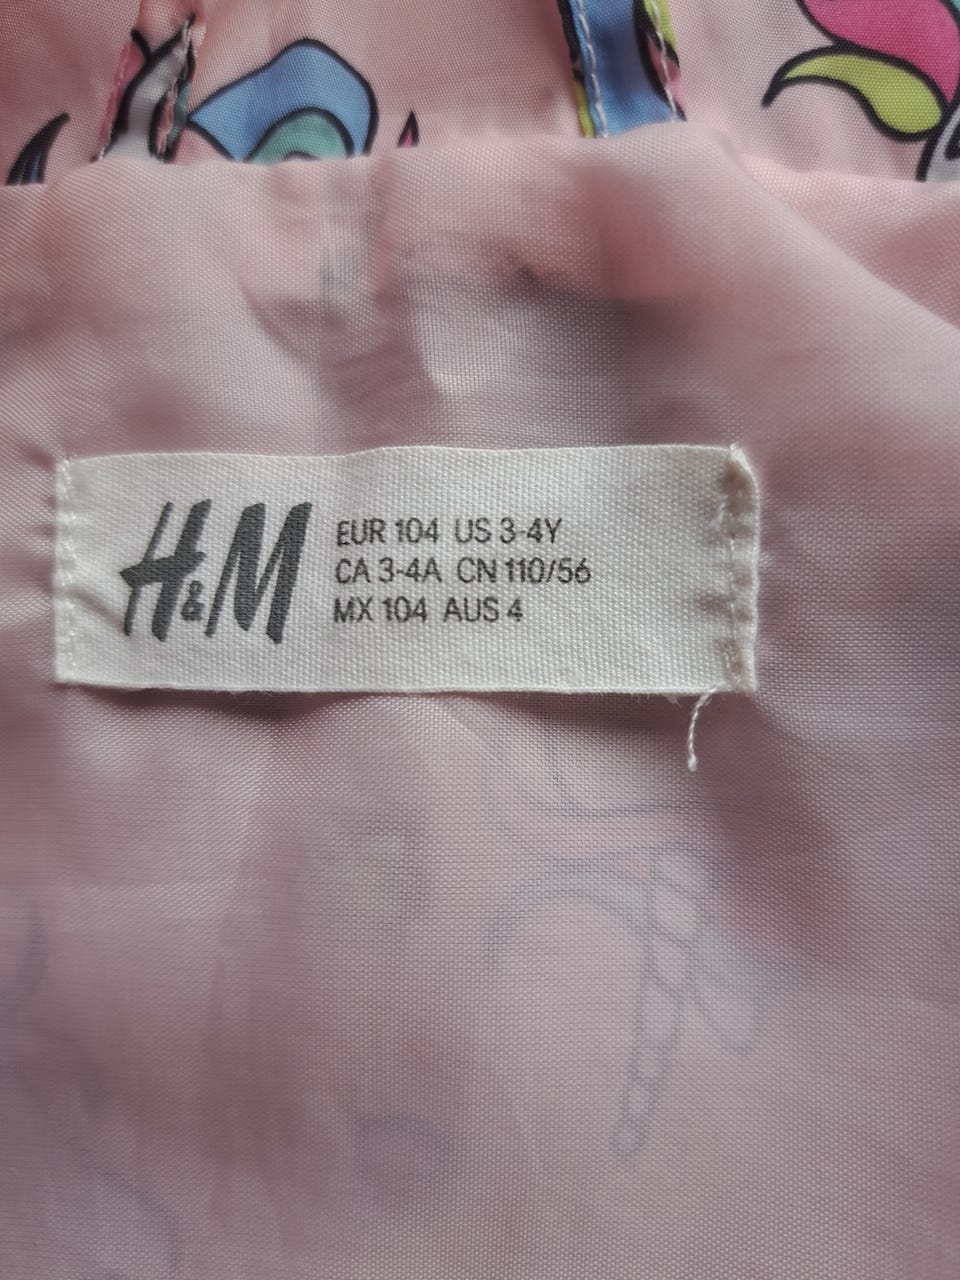 H&M
EUR 104 US 3-4Y
CA 3-4A CN 110/56
MX 104 AUS 4